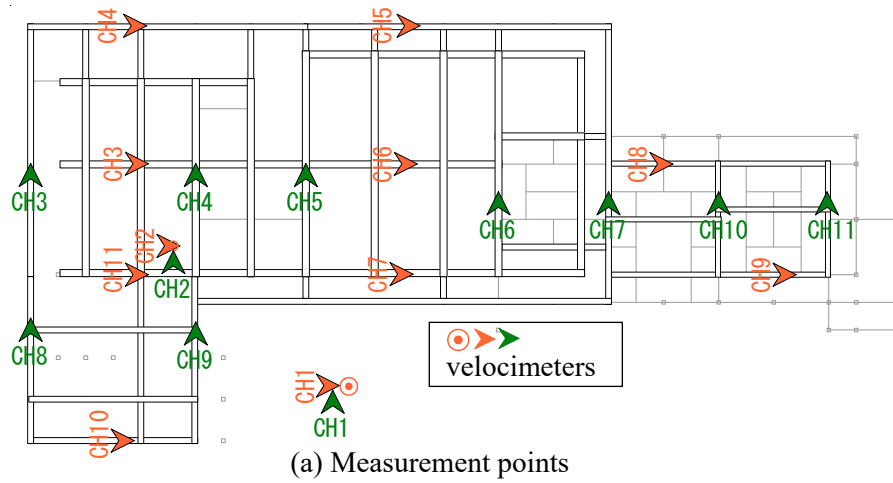 CH4
CH5
CH3
CH6
CH8
CH3
CH4
CH5
CH6
CH7
CH10
CH11
CH2
CH2
CH11
CH7
CH9
CH8
CH9
velocimeters
CH1
CH1
CH10
(a) Measurement points